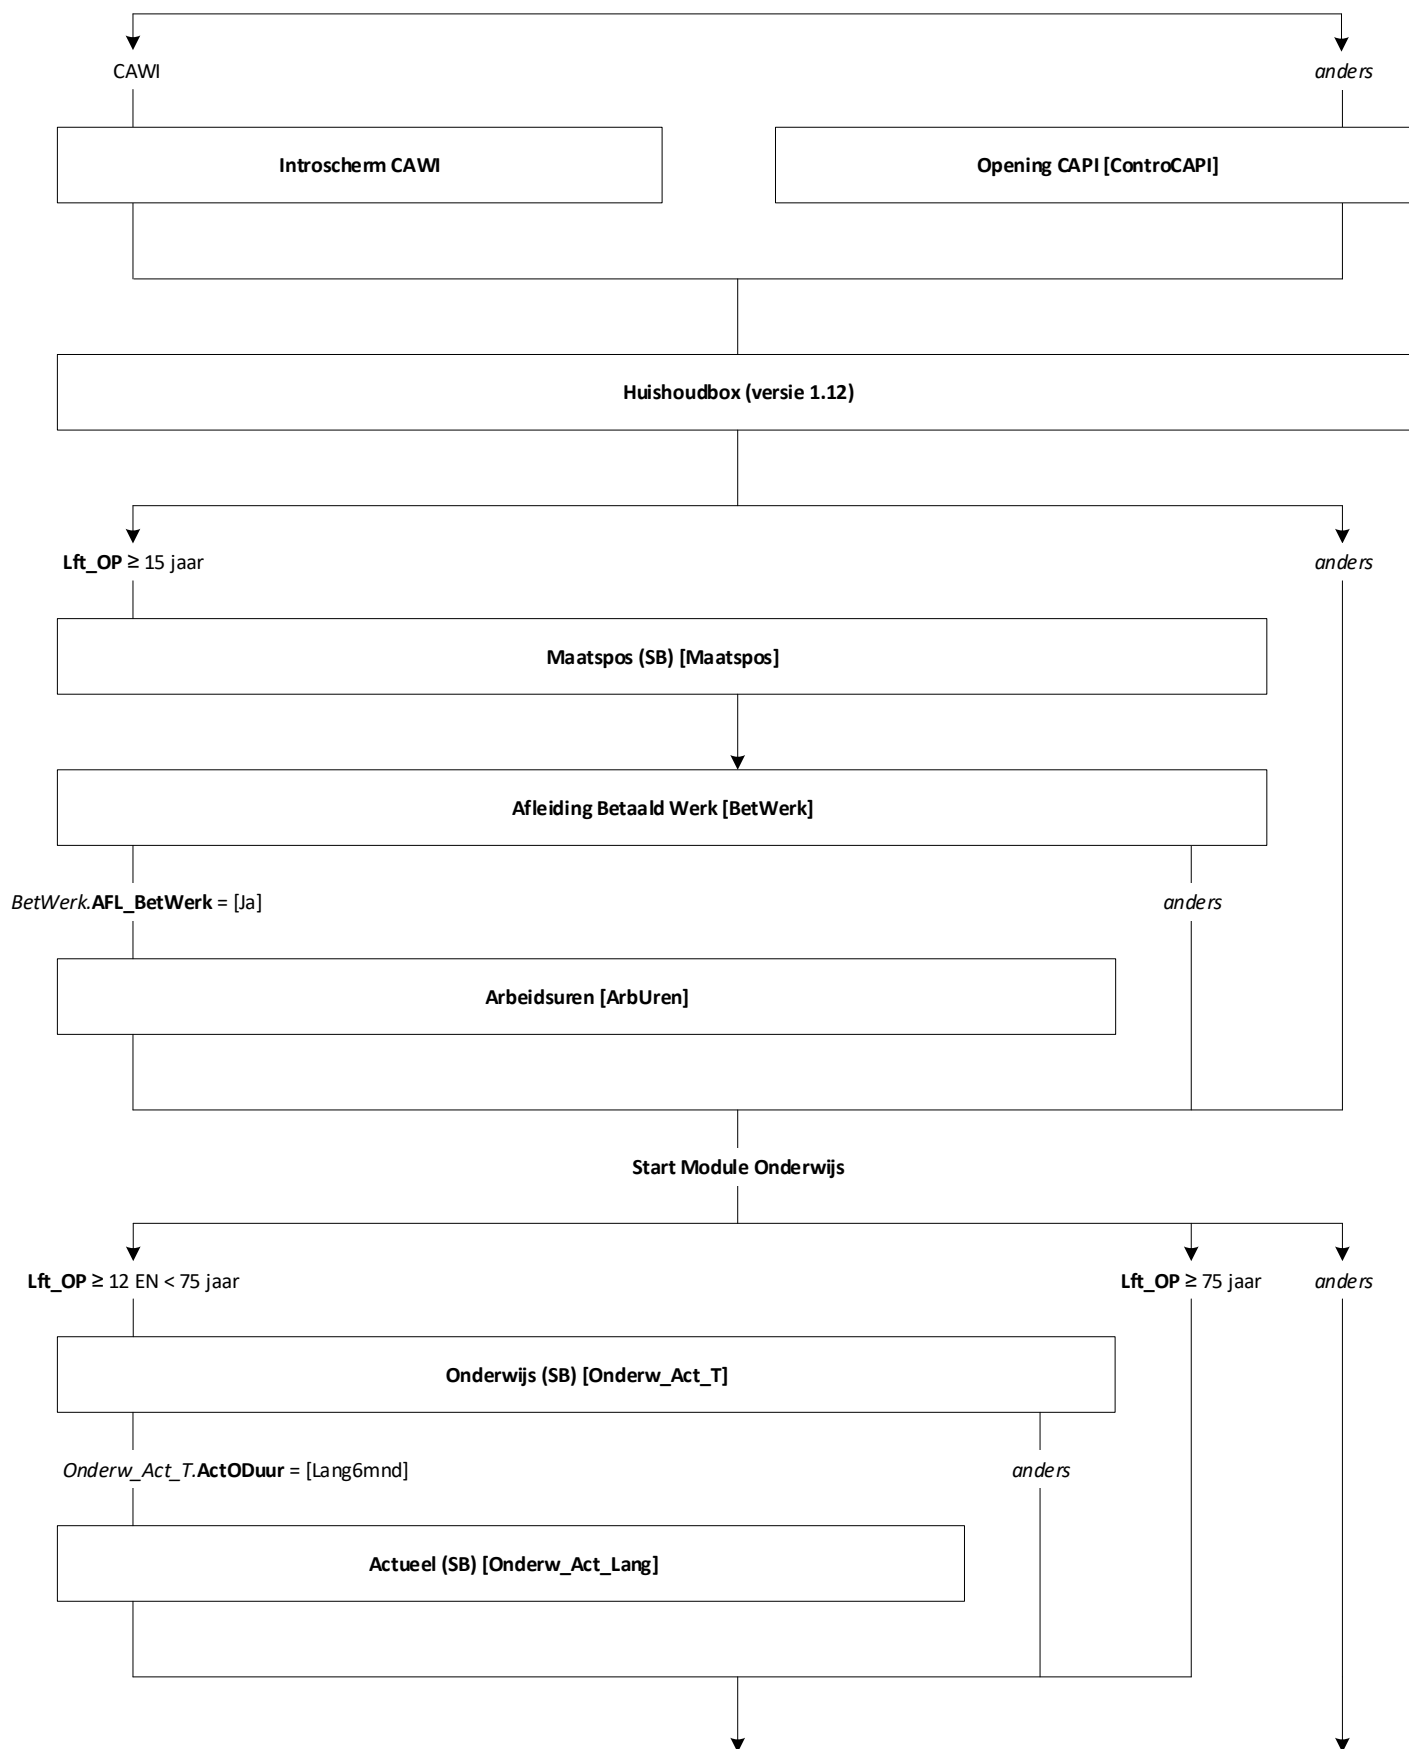 CAWI
anders
Introscherm CAWI
Opening CAPI [ControCAPI]
Huishoudbox (versie 1.12)
Lft_OP ≥ 15 jaar
anders
Maatspos (SB) [Maatspos]
Afleiding Betaald Werk [BetWerk]
BetWerk.AFL_BetWerk = [Ja]
anders
Arbeidsuren [ArbUren]
Start Module Onderwijs
Lft_OP ≥ 12 EN < 75 jaar
Lft_OP ≥ 75 jaar
anders
Onderwijs (SB) [Onderw_Act_T]
Onderw_Act_T.ActODuur = [Lang6mnd]
anders
Actueel (SB) [Onderw_Act_Lang]